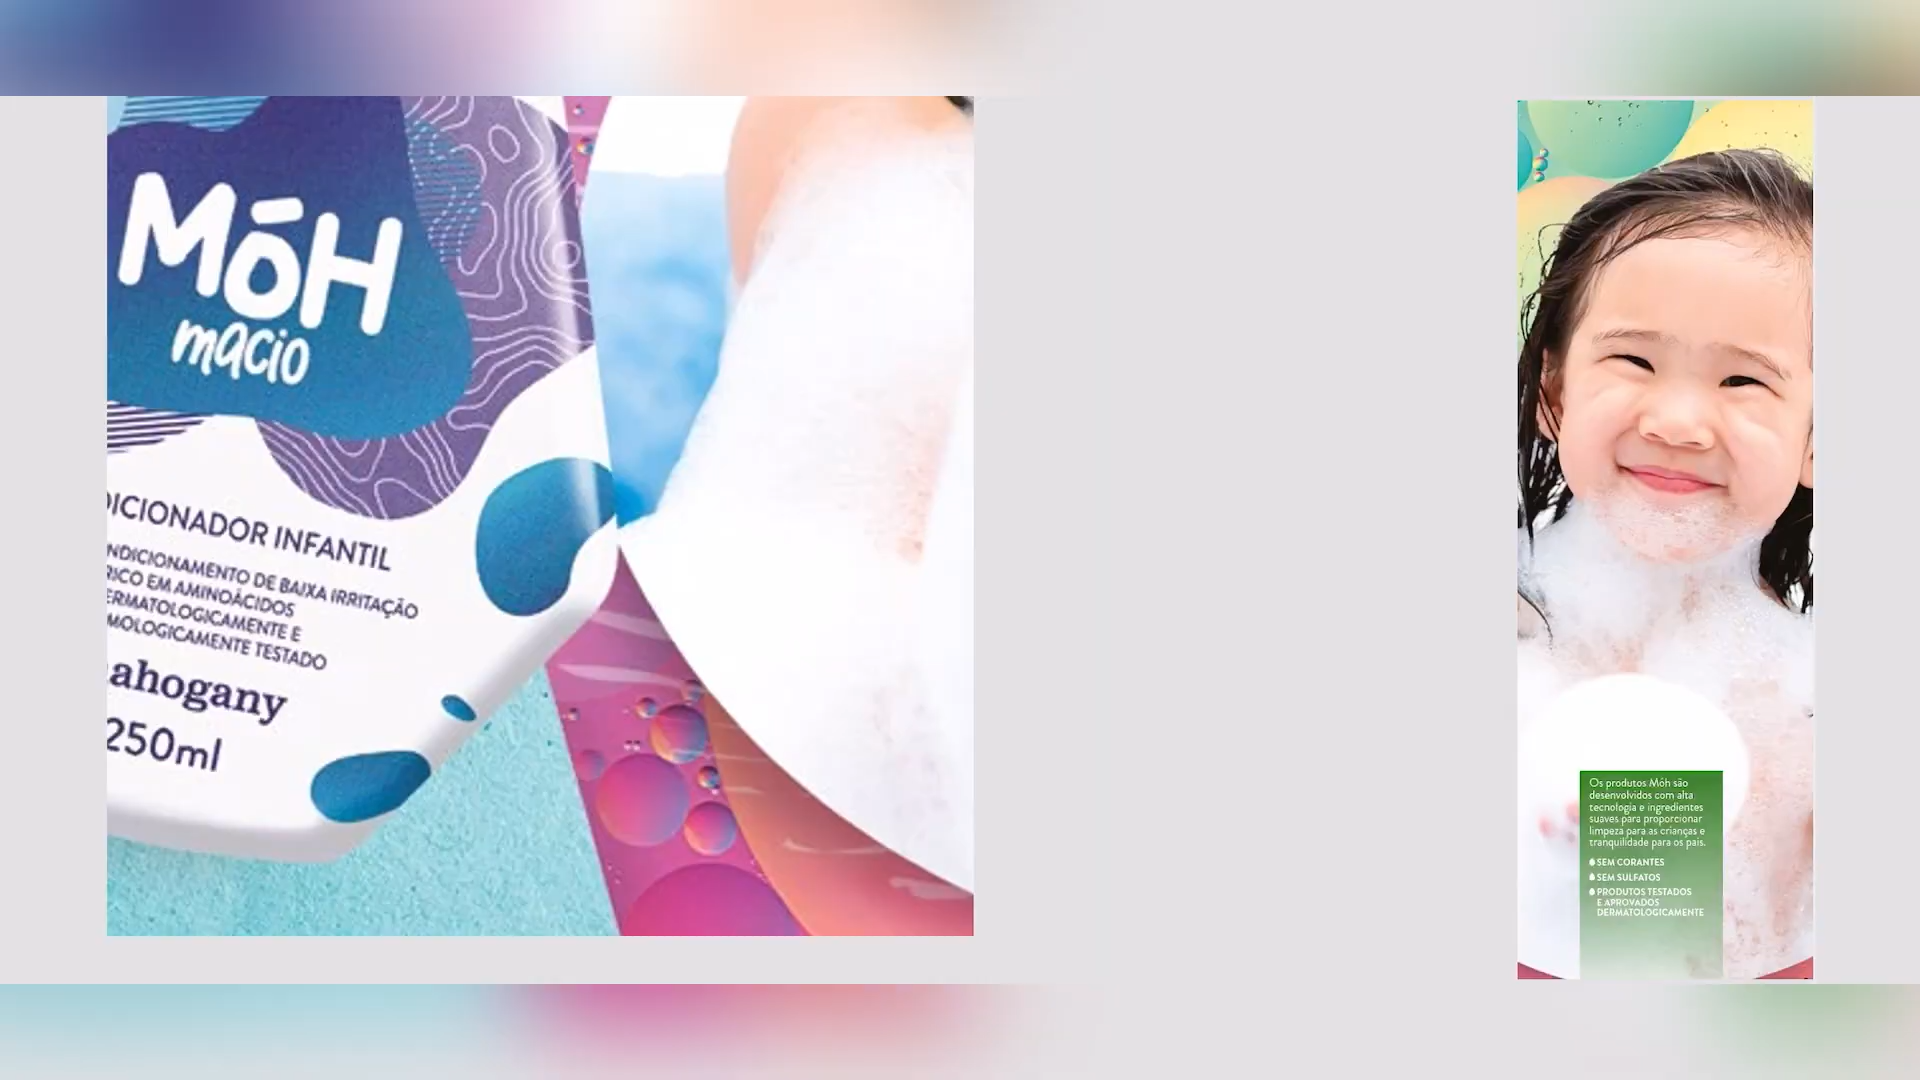 MóH
macio
DICIONADOR INFANTIL
NDICIONAMENTO DE BAIXA IRRITAÇÃO
RICO EM AMINOÁCIDOS
ERMATOLOGICAMENTE E
MOLOGICAMENTE TESTADO
ahogany
250ml
Os produtos Móh são
desenvolvidos com alta
tecnologia e ingredientes
suaves para proporcionar
limpeza para as crianças e
tranquilidade para os pais.
SEM CORANTES
SEM SULFATOS
PRODUTOS TESTADOS
E APROVADOS
DERMATOLOGICAMENTE